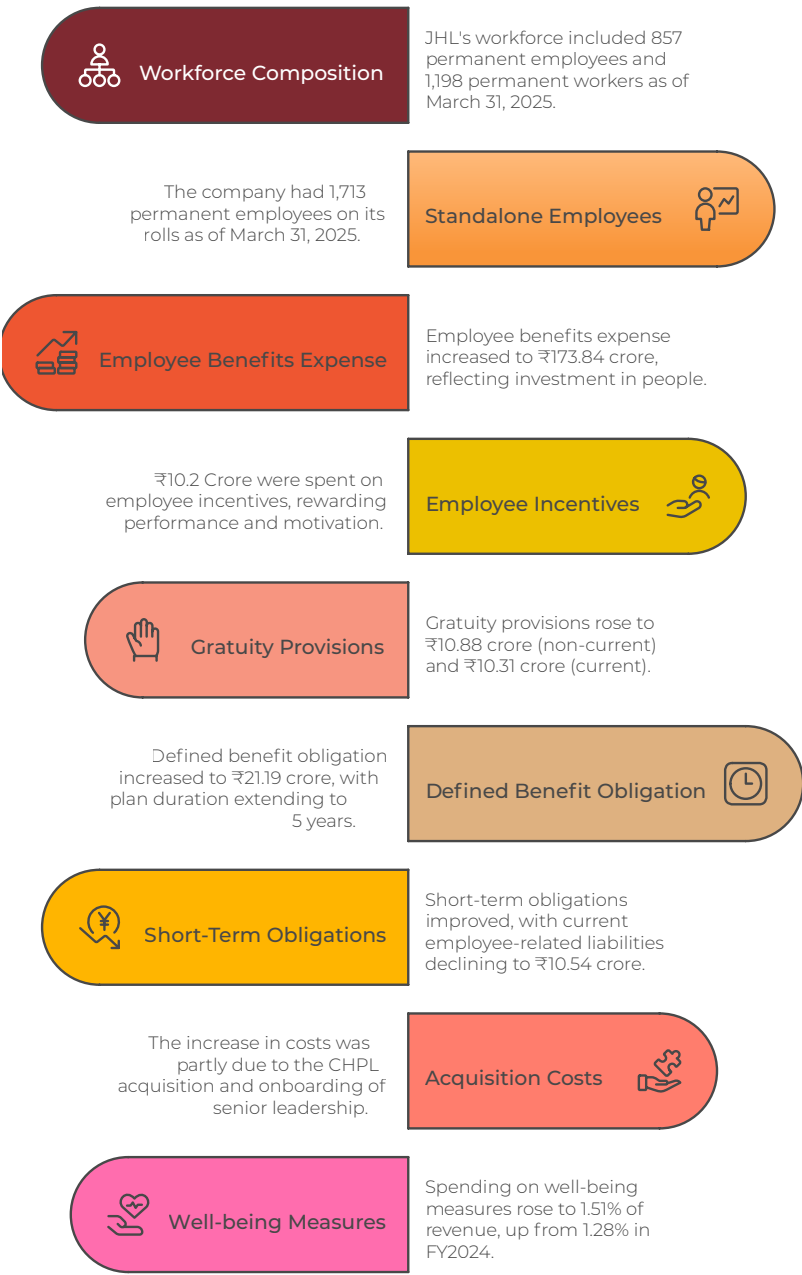 Workforce Composition
JHL's workforce included 857
permanent employees and
1,198 permanent workers as of
March 31, 2025.
The company had 1,713
permanent employees on its
rolls as of March 31, 2025.
Standalone Employees
Employee Benefits Expense
Employee benefits expense
increased to ₹173.84 crore,
reflecting investment in people.
₹10.2 Crore were spent on
employee incentives, rewarding
performance and motivation.
Employee Incentives
Gratuity Provisions
Gratuity provisions rose to
₹10.88 crore (non-current)
and ₹10.31 crore (current).
Defined benefit obligation
increased to ₹21.19 crore, with
plan duration extending to
5 years.
Defined Benefit Obligation
¥
Short-Term Obligations
Short-term obligations
improved, with current
employee-related liabilities
declining to ₹10.54 crore.
The increase in costs was
partly due to the CHPL
acquisition and onboarding of
senior leadership.
Acquisition Costs
Well-being Measures
Spending on well-being
measures rose to 1.51% of
revenue, up from 1.28% in
FY2024.